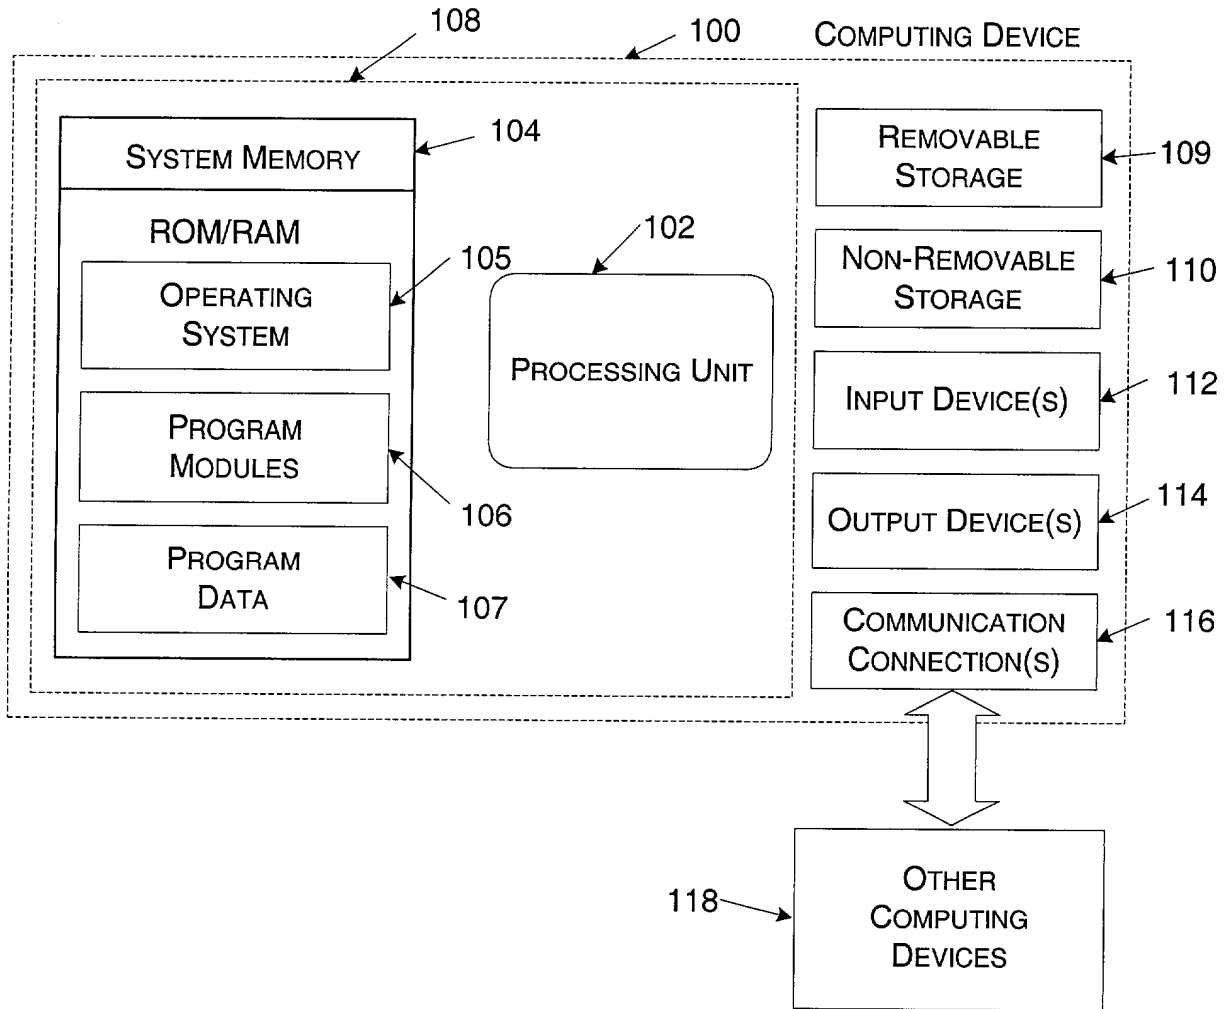 108
100
COMPUTING DEVICE
SYSTEM MEMORY
104
ROM/RAM
OPERATING
SYSTEM
105
PROGRAM
MODULES
106
PROGRAM
DATA
107
102
PROCESSING UNIT
REMOVABLE
STORAGE
109
NON-REMOVABLE
STORAGE
110
INPUT DEVICE(S)
112
OUTPUT DEVICE(S)
114
COMMUNICATION
CONNECTION(S)
116
118
OTHER
COMPUTING
DEVICES